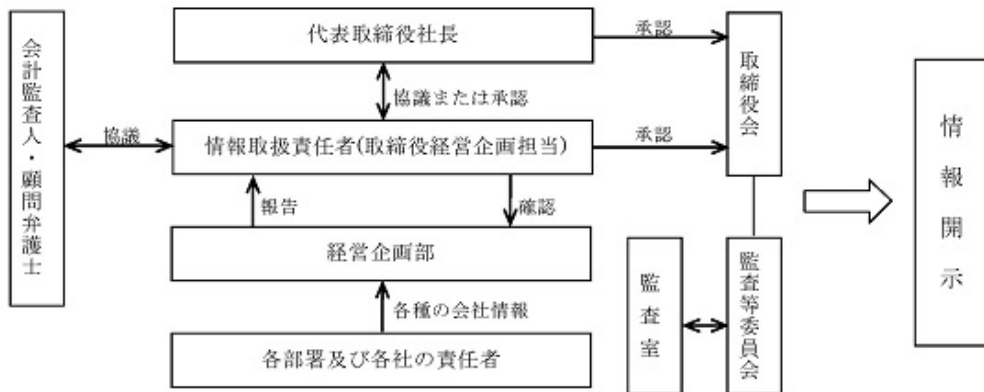 代表取締役社長
承認
取締役会
会計監査人・顧問弁護士
協議または承認
協議
情報取扱責任者(取締役経営企画担当)
承認
報告
確認
経営企画部
各種の会社情報
各部署及び各社の責任者
監査室
監査等委員会
情報開示